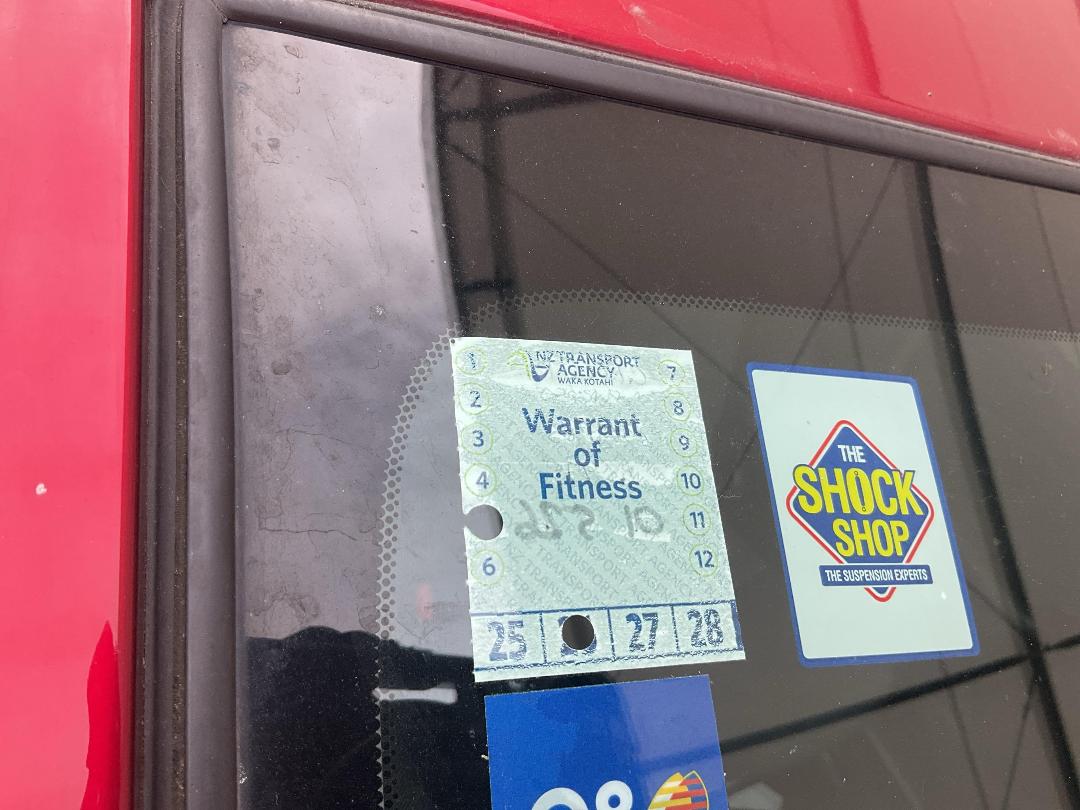 1
NZ TRANSPORT
AGENCY
WAKA KOTAHI
7
2
8
Warrant
of
Fitness
3
9
4
10
11
6
12
25
27
28
THE
SHOCK
SHOP
THE SUSPENSION EXPERTS